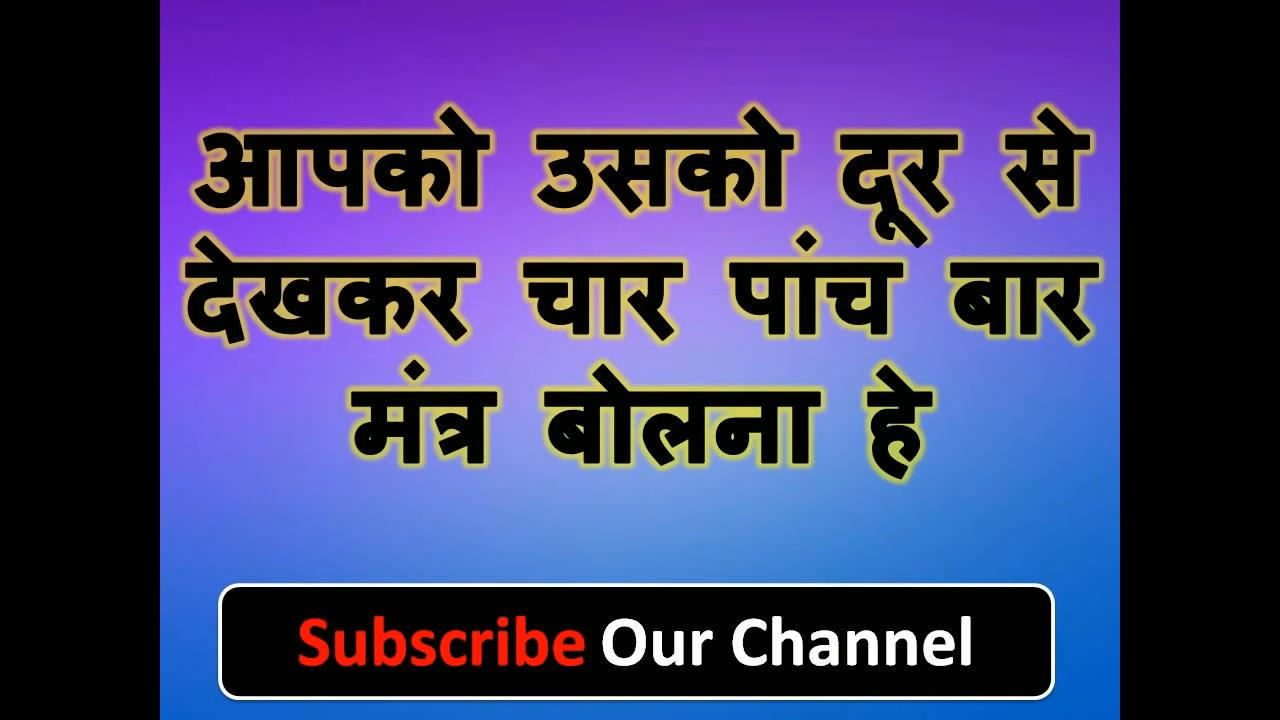 आपको उसको दूर से
देखकर चार पांच बार
मंत्र बोलना हे
Subscribe Our Channel